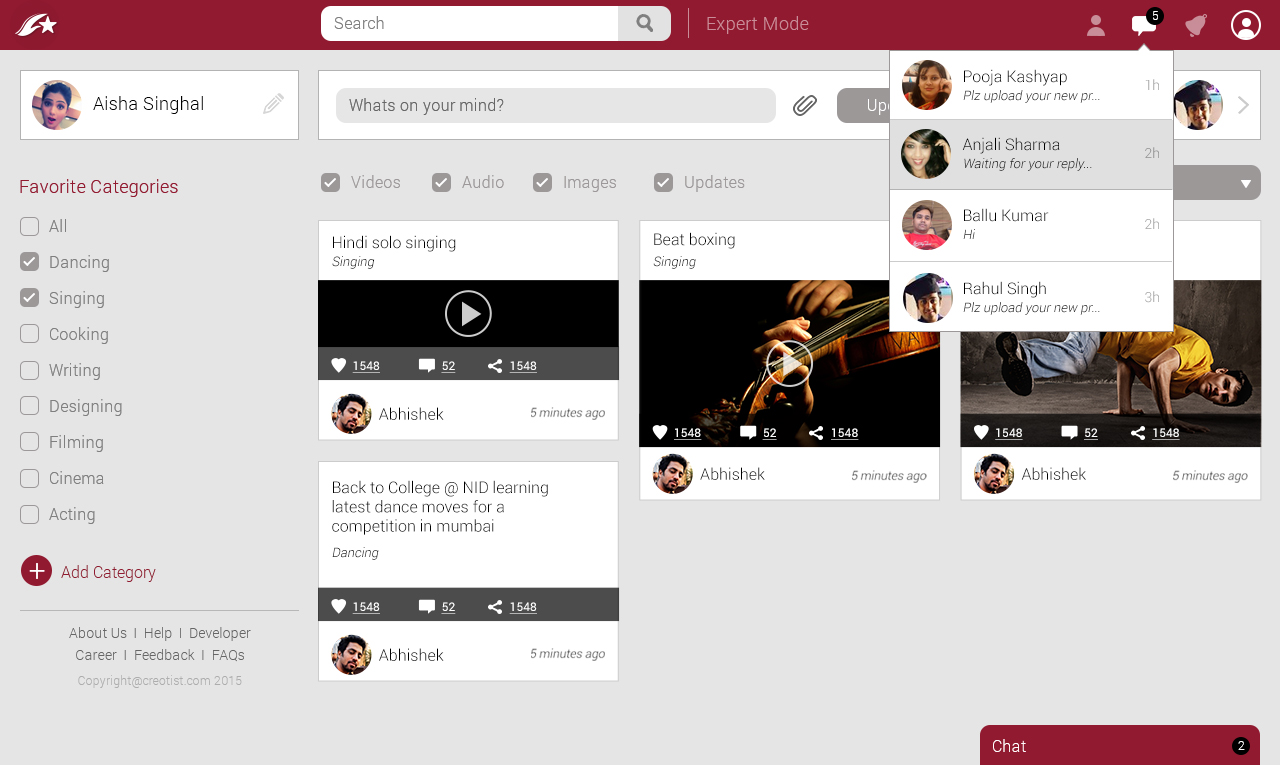 Search
Expert Mode
5
Aisha Singhal
Whats on your mind?
Pooja Kashyap
1h
Plz upload your new pr...
Anjali Sharma
2h
Waiting for your reply...
Ballu Kumar
2h
Hi
Rahul Singh
3h
Plz upload your new pr...
Favorite Categories
All
Dancing
Singing
Cooking
Writing
Designing
Filming
Cinema
Acting
Add Category
About Us I Help I Developer
Career I Feedback I FAQs
Copyright@creotist.com 2015
Videos
Audio
Images
Updates
Hindi solo singing
Singing
1548 52 1548
Abhishek
5 minutes ago
Back to College @ NID learning
latest dance moves for a
competition in mumbai
Dancing
1548 52 1548
Abhishek
5 minutes ago
Beat boxing
Singing
1548 52 1548
Abhishek
5 minutes ago
1548 52 1548
Abhishek
5 minutes ago
Chat
2